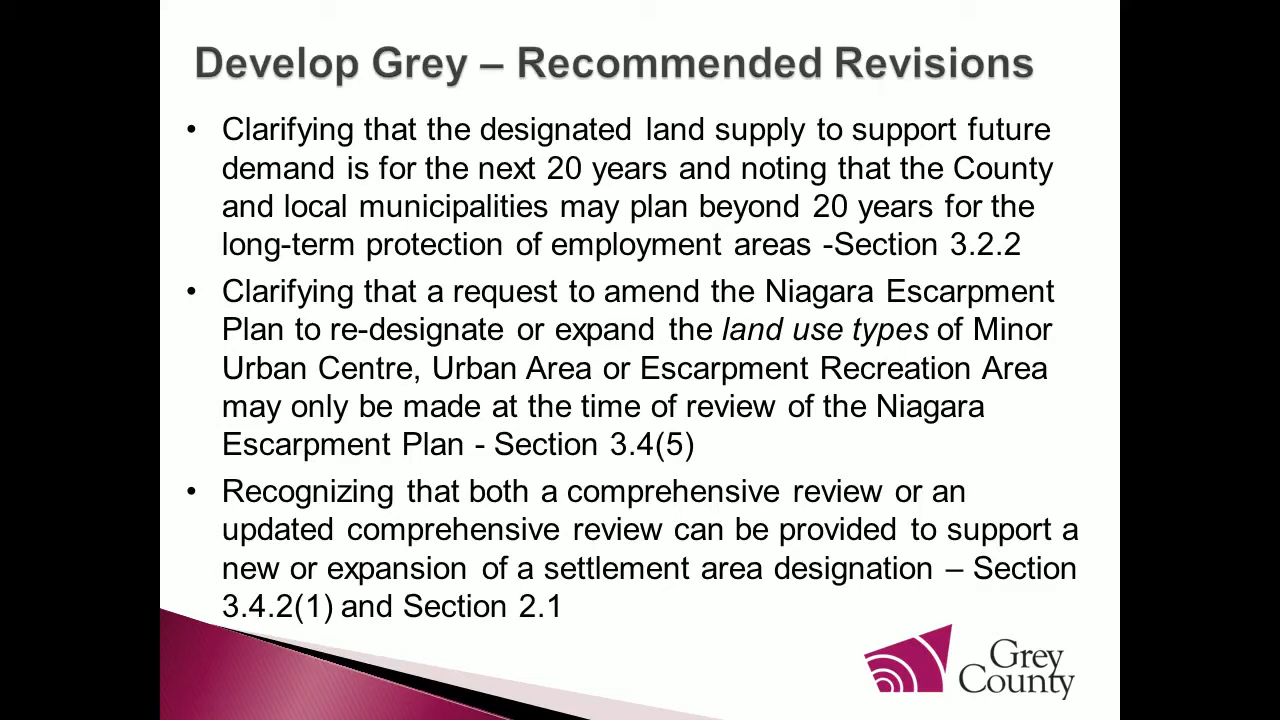 Develop Grey – Recommended Revisions
• Clarifying that the designated land supply to support future
demand is for the next 20 years and noting that the County
and local municipalities may plan beyond 20 years for the
long-term protection of employment areas -Section 3.2.2
• Clarifying that a request to amend the Niagara Escarpment
Plan to re-designate or expand the land use types of Minor
Urban Centre, Urban Area or Escarpment Recreation Area
may only be made at the time of review of the Niagara
Escarpment Plan - Section 3.4(5)
• Recognizing that both a comprehensive review or an
updated comprehensive review can be provided to support a
new or expansion of a settlement area designation – Section
3.4.2(1) and Section 2.1
Grey
County